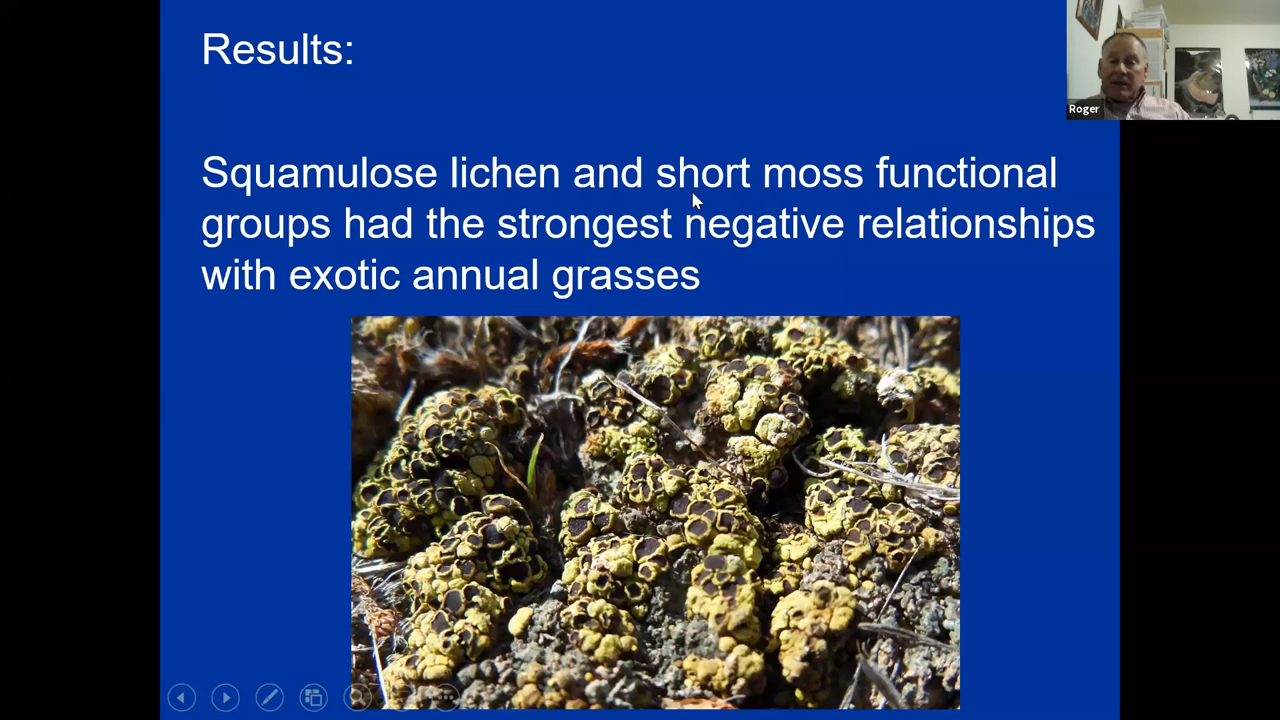 Results:
Roger
Squamulose lichen and short moss functional
groups had the strongest negative relationships
with exotic annual grasses